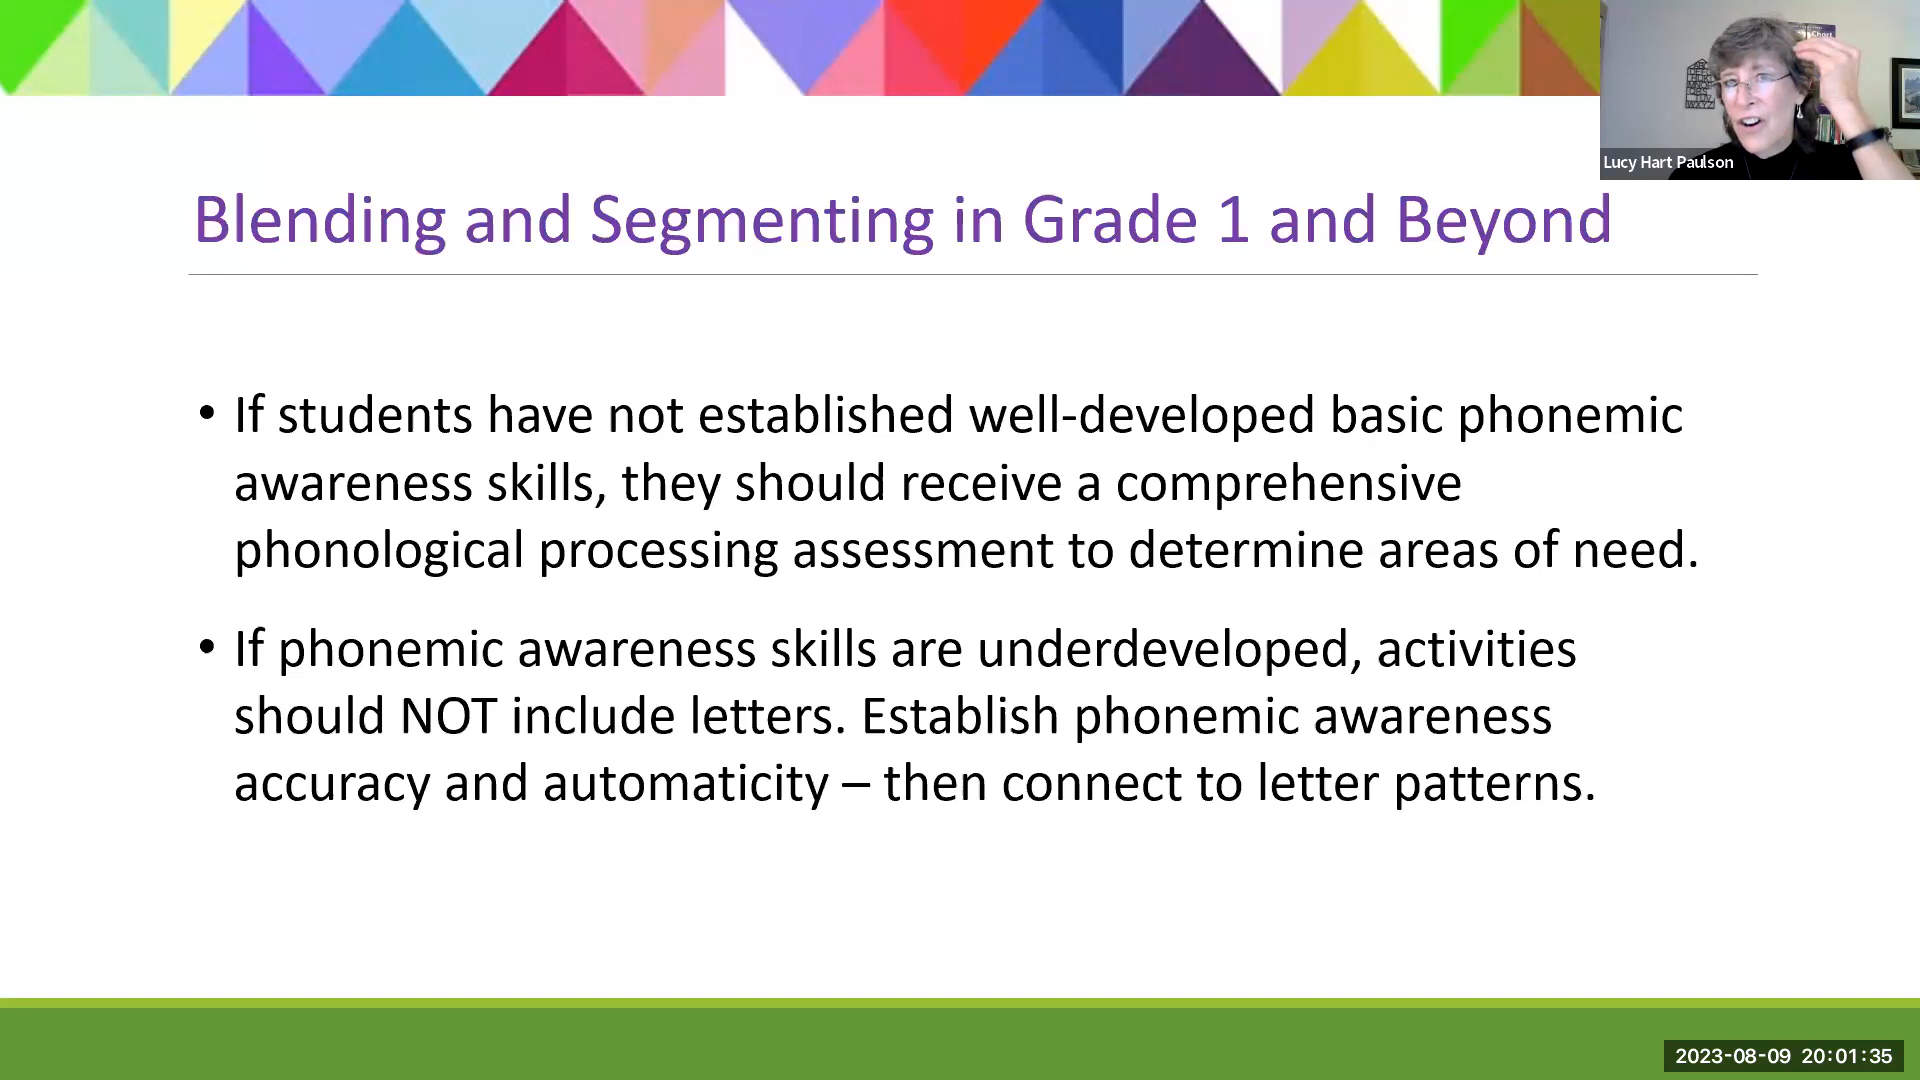 Chart
Lucy Hart Paulson
Blending and Segmenting in Grade 1 and Beyond
• If students have not established well-developed basic phonemic
awareness skills, they should receive a comprehensive
phonological processing assessment to determine areas of need.
• If phonemic awareness skills are underdeveloped, activities
should NOT include letters. Establish phonemic awareness
accuracy and automaticity – then connect to letter patterns.
2023-08-09 20:01:35